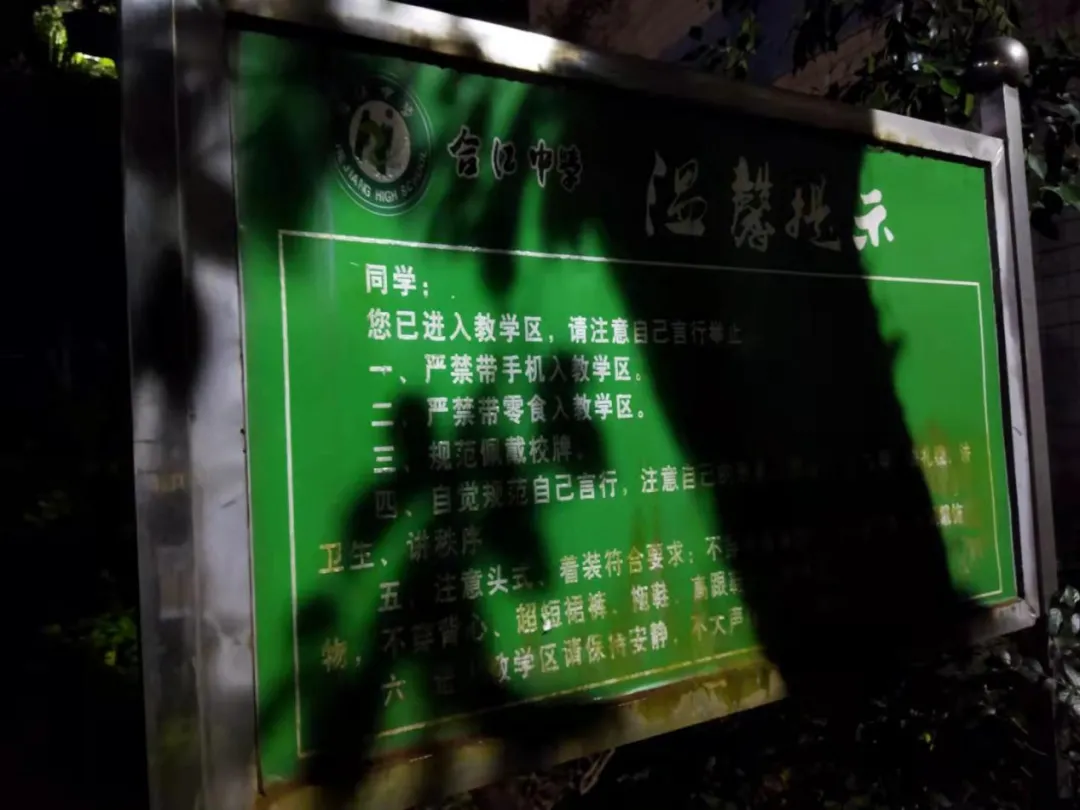 合江中学
温馨提示
同学：
您已进入教学区，请注意自己言行举止
一、严禁带手机入教学区。
二、严禁带零食入教学区。
三、规范佩戴校牌。
四、自觉规范自己言行，注意自己
卫生、讲秩序
五、注意头式、着装符合要求：不
物，不穿背心、超短裙裤、拖鞋、高跟
六 教学区请保持安静，不大声
JIANG HIGH SCHOOL